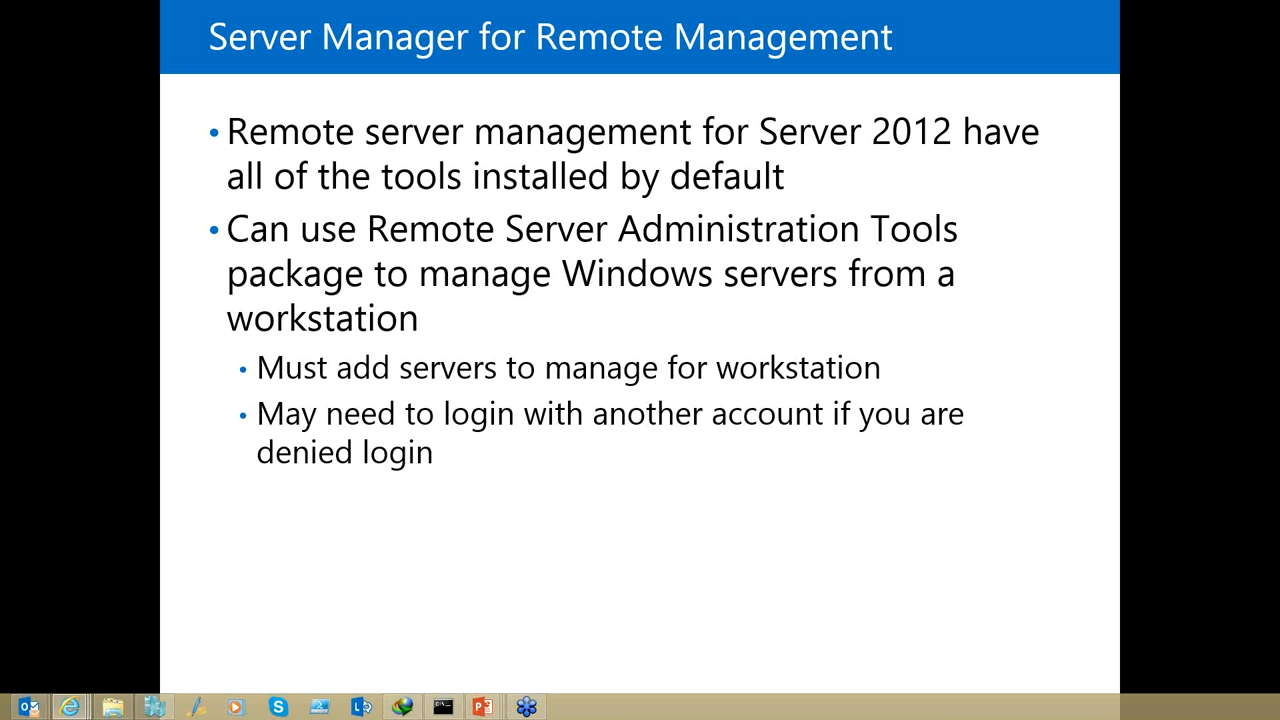 Server Manager for Remote Management
• Remote server management for Server 2012 have
all of the tools installed by default
• Can use Remote Server Administration Tools
package to manage Windows servers from a
workstation
• Must add servers to manage for workstation
• May need to login with another account if you are
denied login